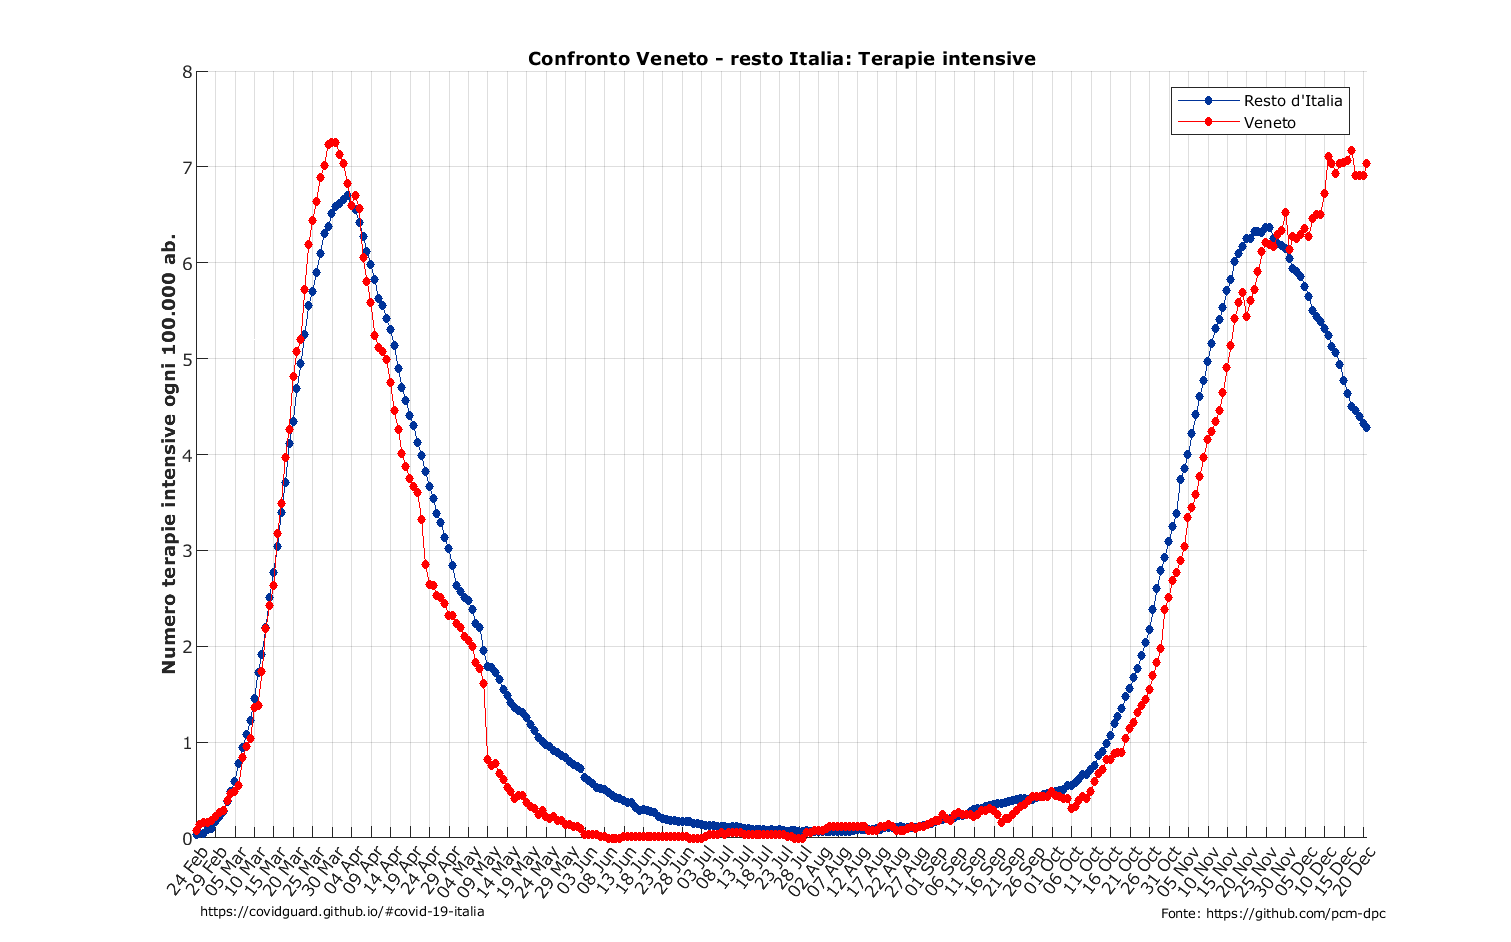 Confronto Veneto - resto Italia: Terapie intensive
Resto d'Italia
Veneto
Numero terapie intensive ogni 100.000 ab.
8
7
6
5
4
3
2
1
0
24 Feb
29 Feb
05 Mar
10 Mar
15 Mar
20 Mar
25 Mar
30 Mar
04 Apr
09 Apr
14 Apr
19 Apr
24 Apr
29 Apr
04 May
09 May
14 May
19 May
24 May
29 May
03 Jun
08 Jun
13 Jun
18 Jun
23 Jun
28 Jun
03 Jul
08 Jul
13 Jul
18 Jul
23 Jul
28 Jul
02 Aug
07 Aug
12 Aug
17 Aug
22 Aug
27 Aug
01 Sep
06 Sep
11 Sep
16 Sep
21 Sep
26 Sep
01 Oct
06 Oct
11 Oct
16 Oct
21 Oct
26 Oct
31 Oct
05 Nov
10 Nov
15 Nov
20 Nov
25 Nov
30 Nov
05 Dec
10 Dec
15 Dec
20 Dec
https://covidguard.github.io/#covid-19-italia
Fonte: https://github.com/pcm-dpc